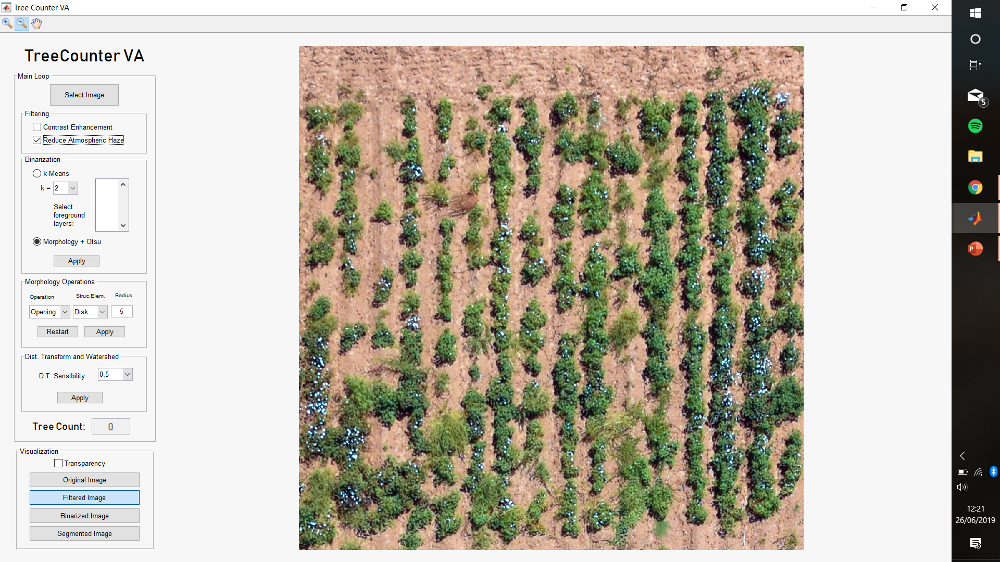 Tree Counter VA
TreeCounter VA
Main Loop
Select Image
Filtering
Contrast Enhancement
Reduce Atmospheric Haze
Binarization
k-Means
k = 2
Select
foreground
layers:
Morphology + Otsu
Apply
Morphology Operations
Operation Struc.Elem. Radius
Opening Disk 5
Restart Apply
Dist. Transform and Watershed
D.T. Sensibility 0.5
Apply
Tree Count: 0
Visualization
Transparency
Original Image
Filtered Image
Binarized Image
Segmented Image
5
P
12:21
26/06/2019